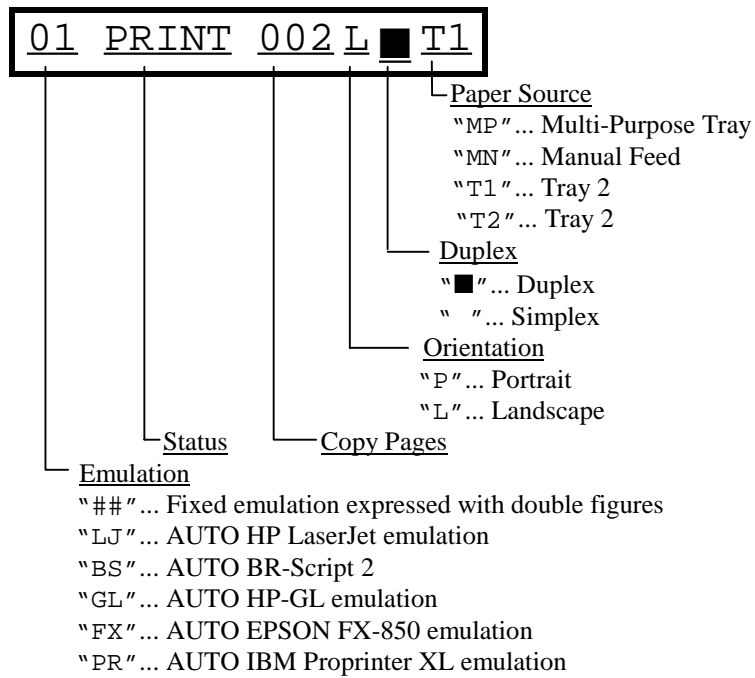 01 PRINT 002 L ■ T1
Paper Source
"MP"... Multi-Purpose Tray
"MN"... Manual Feed
"T1"... Tray 2
"T2"... Tray 2
Duplex
"■"... Duplex
" "... Simplex
Orientation
"P"... Portrait
"L"... Landscape
Status Copy Pages
Emulation
"##"... Fixed emulation expressed with double figures
"LJ"... AUTO HP LaserJet emulation
"BS"... AUTO BR-Script 2
"GL"... AUTO HP-GL emulation
"FX"... AUTO EPSON FX-850 emulation
"PR"... AUTO IBM Proprinter XL emulation